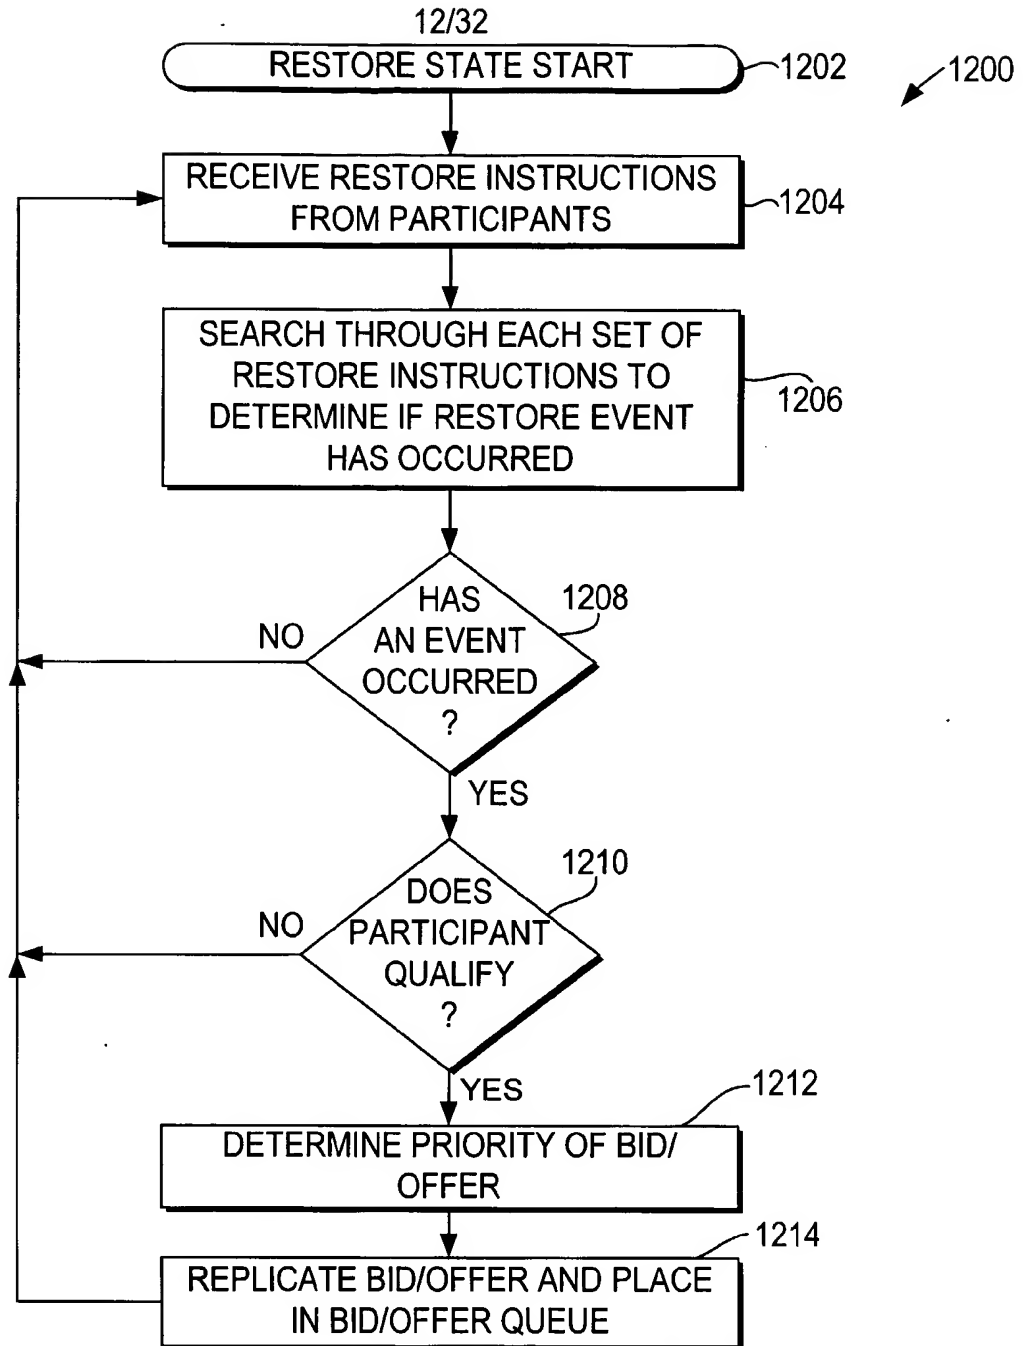 12/32
RESTORE STATE START
1202
1200
RECEIVE RESTORE INSTRUCTIONS
FROM PARTICIPANTS
1204
SEARCH THROUGH EACH SET OF
RESTORE INSTRUCTIONS TO
DETERMINE IF RESTORE EVENT
HAS OCCURRED
1206
HAS
AN EVENT
OCCURRED
?
1208
NO
YES
DOES
PARTICIPANT
QUALIFY
?
1210
NO
YES
1212
DETERMINE PRIORITY OF BID/
OFFER
1214
REPLICATE BID/OFFER AND PLACE
IN BID/OFFER QUEUE